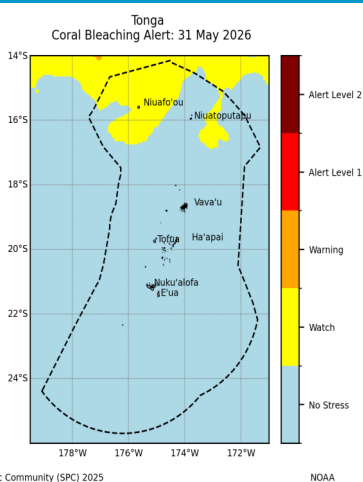 Tonga
Coral Bleaching Alert: 31 May 2026
14°S
16°S
18°S
20°S
22°S
24°S
Niuafo'ou
Niuatoputapu
Vava'u
Tofua
Ha'apai
Nuku'alofa
E'ua
178°W
176°W
174°W
172°W
Alert Level 2
Alert Level 1
Warning
Watch
No Stress
c Community (SPC) 2025
NOAA